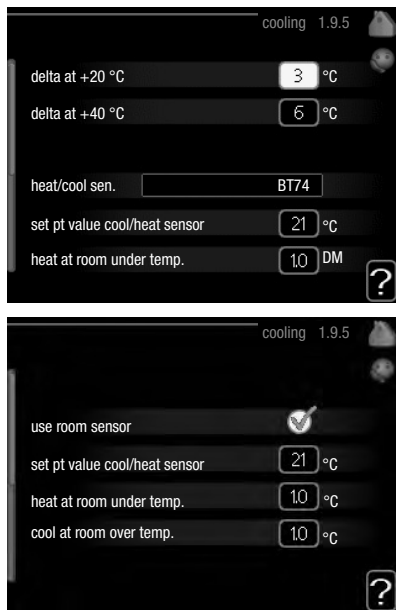 cooling 1.9.5
delta at +20 °C 3 °C
delta at +40 °C 6 °C
heat/cool sen. BT74
set pt value cool/heat sensor 21 °C
heat at room under temp. 1.0 DM
?
cooling 1.9.5
use room sensor
set pt value cool/heat sensor 21 °C
heat at room under temp. 1.0 °C
cool at room over temp. 1.0 °C
?